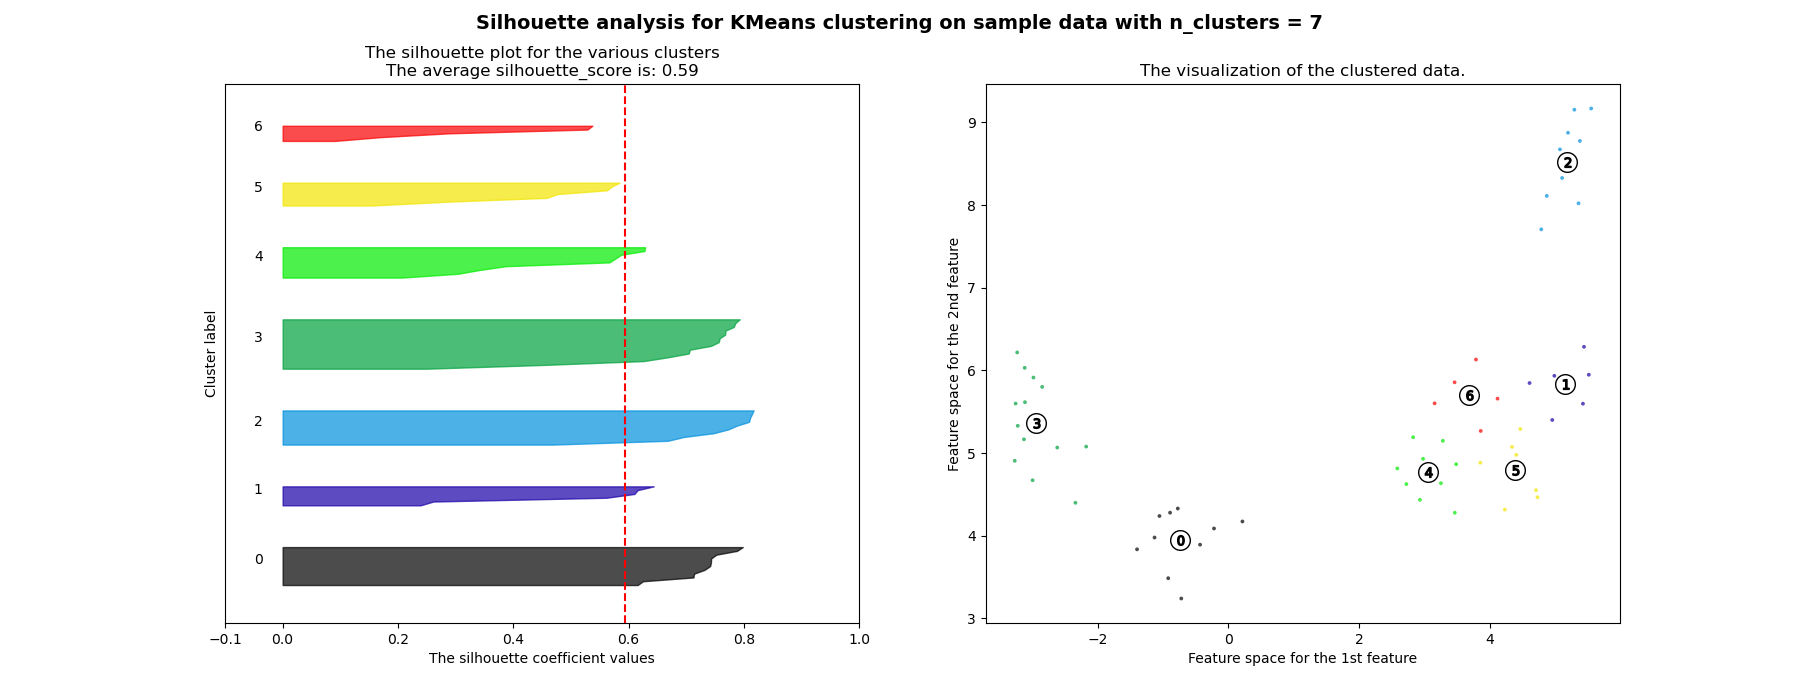 Silhouette analysis for KMeans clustering on sample data with n_clusters = 7
The silhouette plot for the various clusters
The average silhouette_score is: 0.59
Cluster label
6
5
4
3
2
1
0
−0.1 0.0 0.2 0.4 0.6 0.8 1.0
The silhouette coefficient values
The visualization of the clustered data.
Feature space for the 2nd feature
9
8
7
6
5
4
3
2
1
6
3
4
5
0
−2 0 2 4
Feature space for the 1st feature